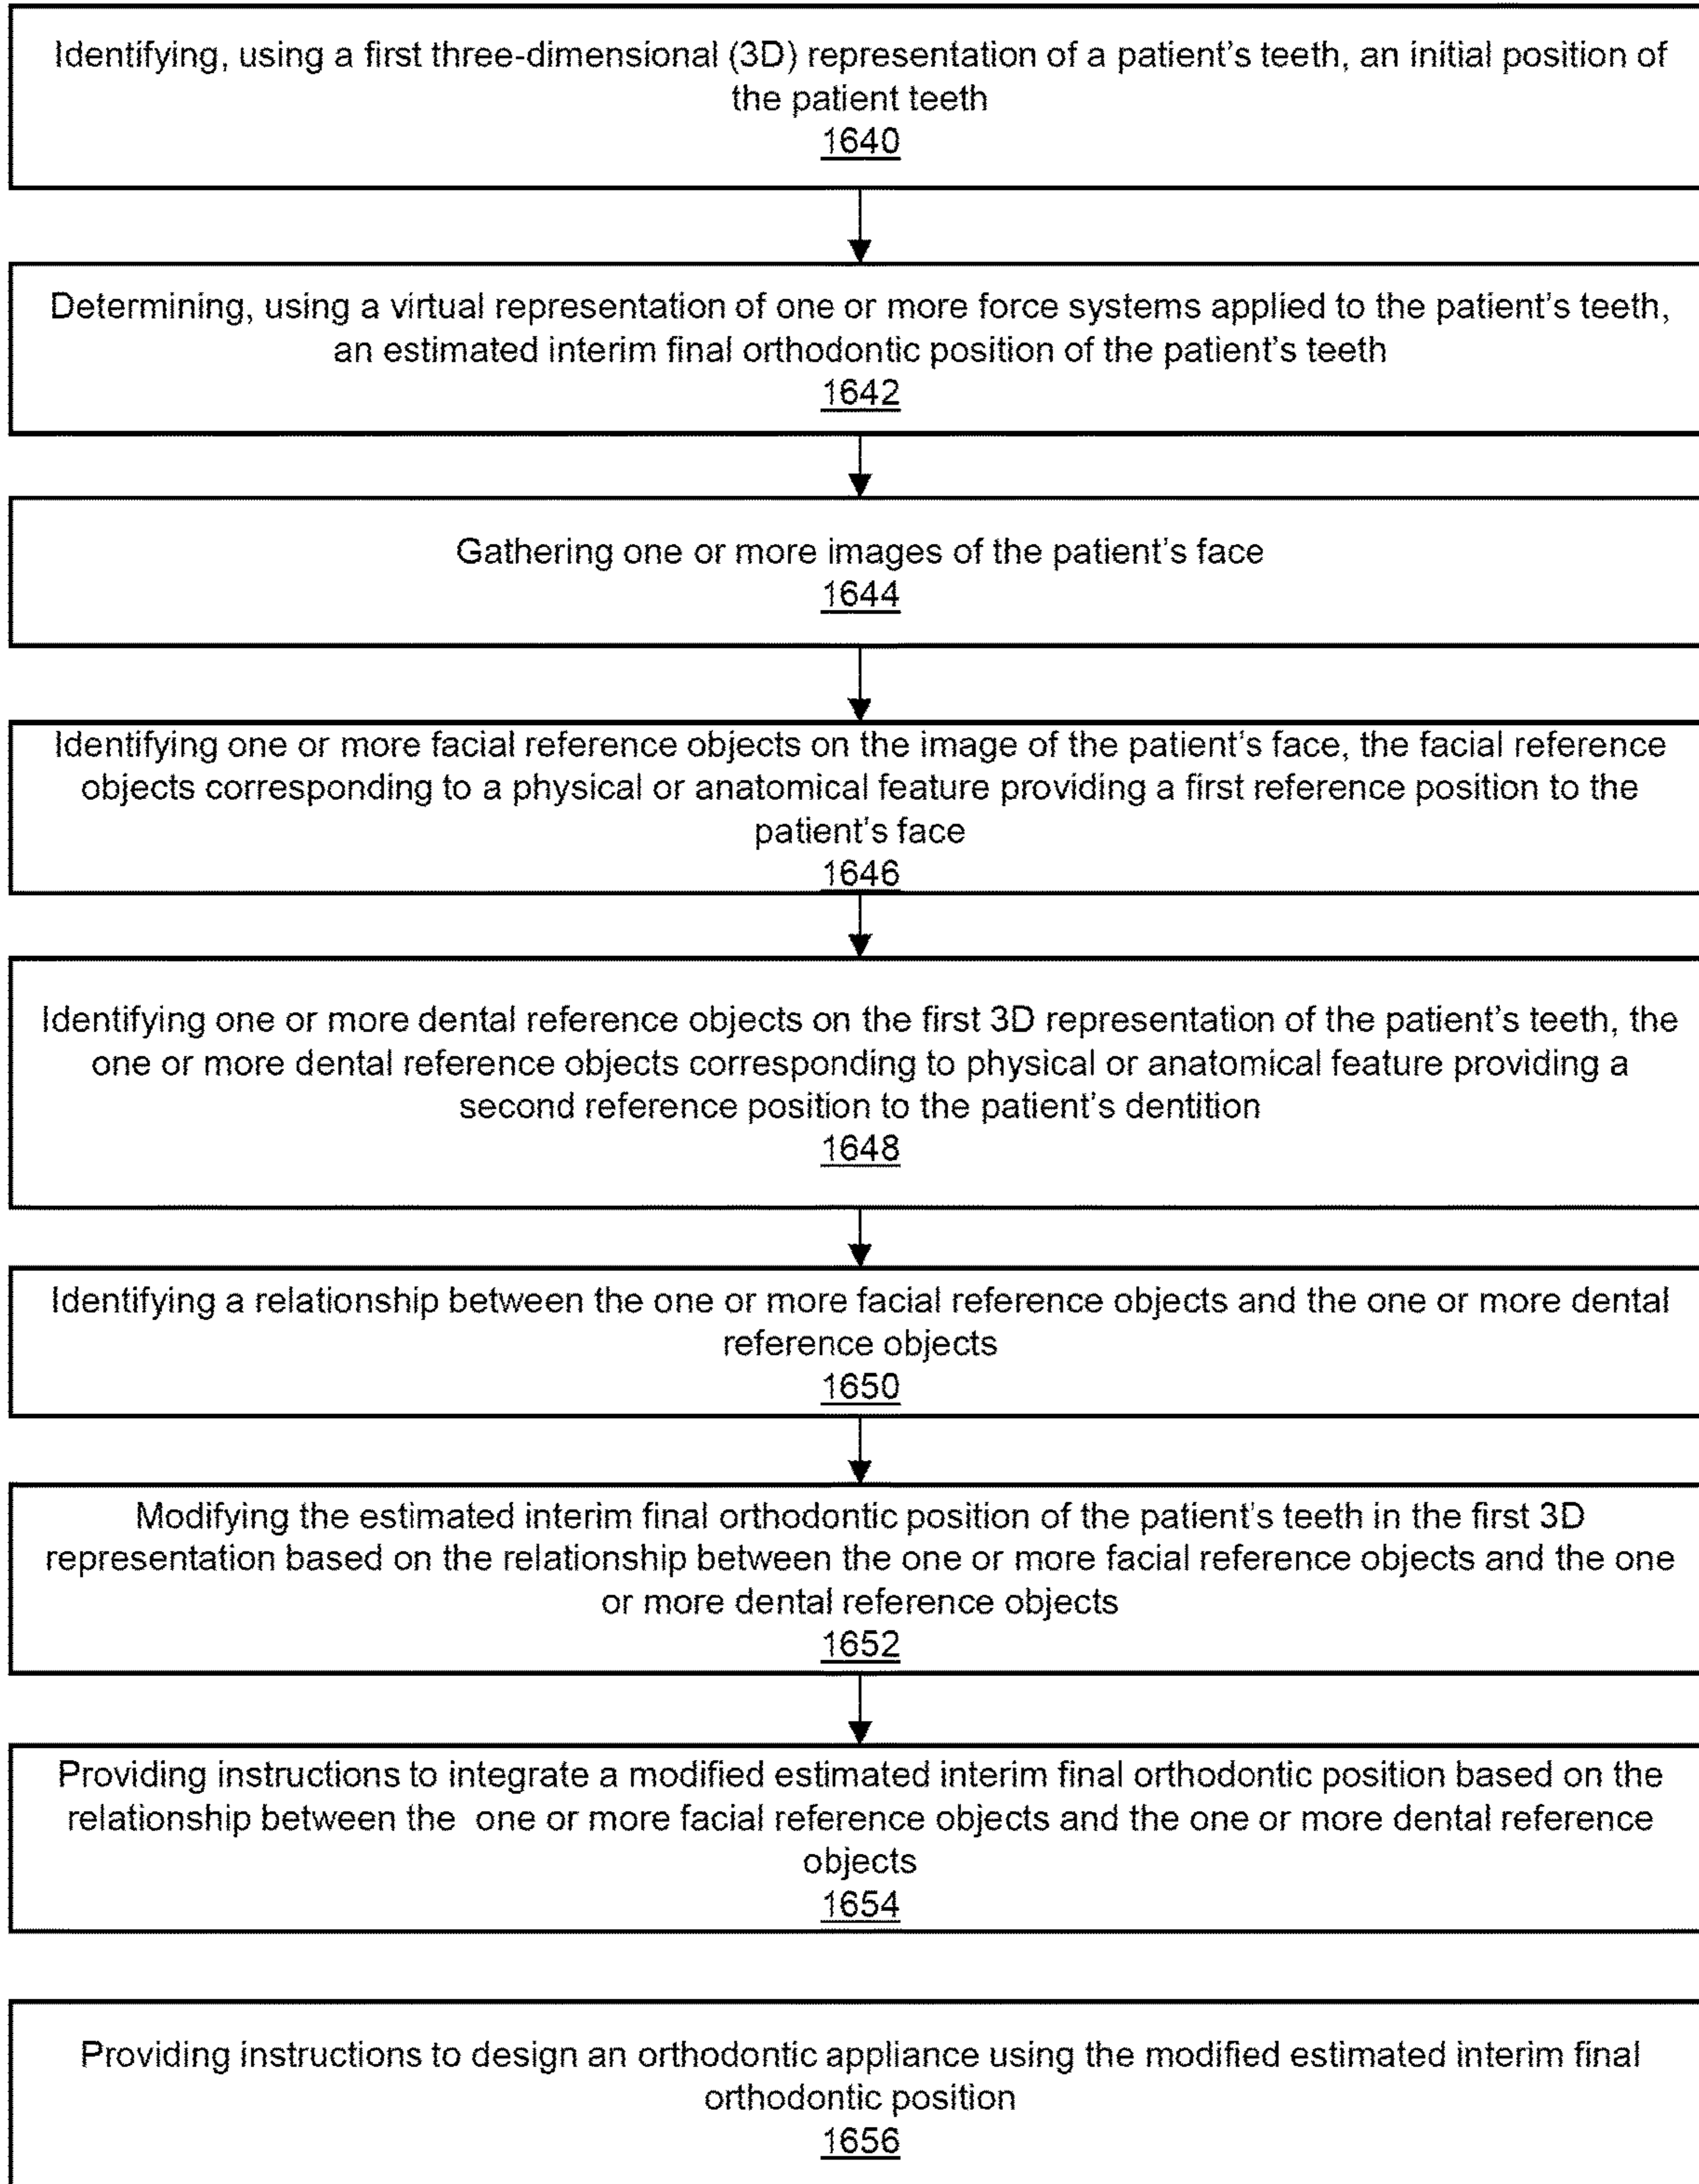 Identifying, using a first three-dimensional (3D) representation of a patient's teeth, an initial position of
the patient teeth
1640
Determining, using a virtual representation of one or more force systems applied to the patient's teeth,
an estimated interim final orthodontic position of the patient's teeth
1642
Gathering one or more images of the patient's face
1644
Identifying one or more facial reference objects on the image of the patient's face, the facial reference
objects corresponding to a physical or anatomical feature providing a first reference position to the
patient's face
1646
Identifying one or more dental reference objects on the first 3D representation of the patient's teeth, the
one or more dental reference objects corresponding to physical or anatomical feature providing a
second reference position to the patient's dentition
1648
Identifying a relationship between the one or more facial reference objects and the one or more dental
reference objects
1650
Modifying the estimated interim final orthodontic position of the patient's teeth in the first 3D
representation based on the relationship between the one or more facial reference objects and the one
or more dental reference objects
1652
Providing instructions to integrate a modified estimated interim final orthodontic position based on the
relationship between the one or more facial reference objects and the one or more dental reference
objects
1654
Providing instructions to design an orthodontic appliance using the modified estimated interim final
orthodontic position
1656